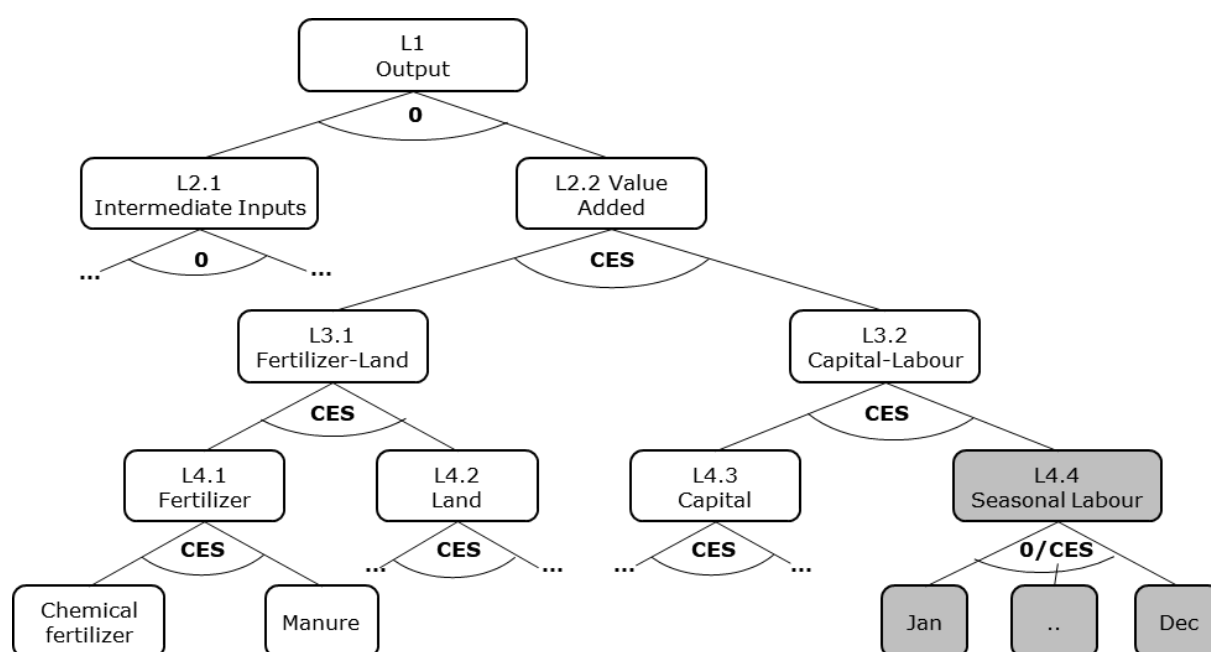 L1
Output
0
L2.1
Intermediate Inputs
L2.2 Value
Added
...
0
...
CES
L3.1
Fertilizer-Land
L3.2
Capital-Labour
CES
CES
L4.1
Fertilizer
L4.2
Land
L4.3
Capital
L4.4
Seasonal Labour
CES
...
CES
...
...
CES
...
0/CES
Chemical
fertilizer
Manure
Jan
..
Dec